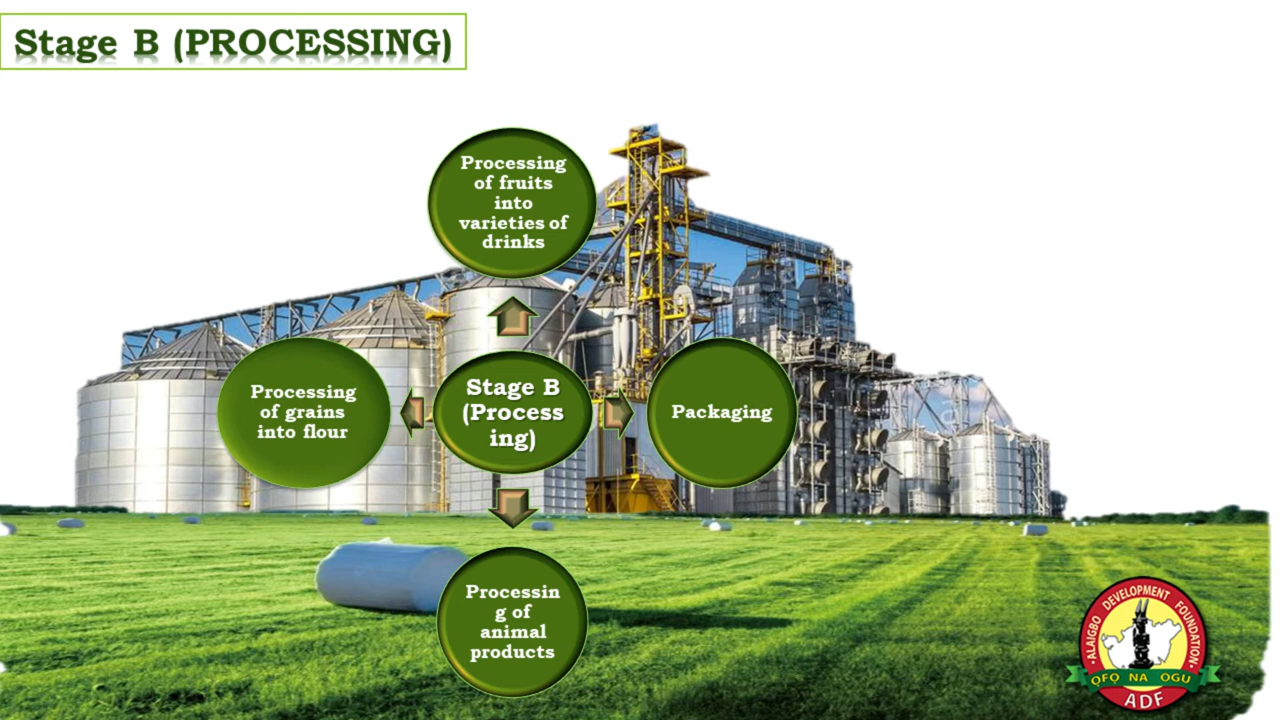 Stage B (PROCESSING)
Processing
of fruits
into
varieties of
drinks
Processing
of grains
into flour
Stage B
(Process
ing)
Packaging
Processin
g of
animal
products
ALAIGBO DEVELOPMENT FOUNDATION
ỌFỌ NA OGU
ADF